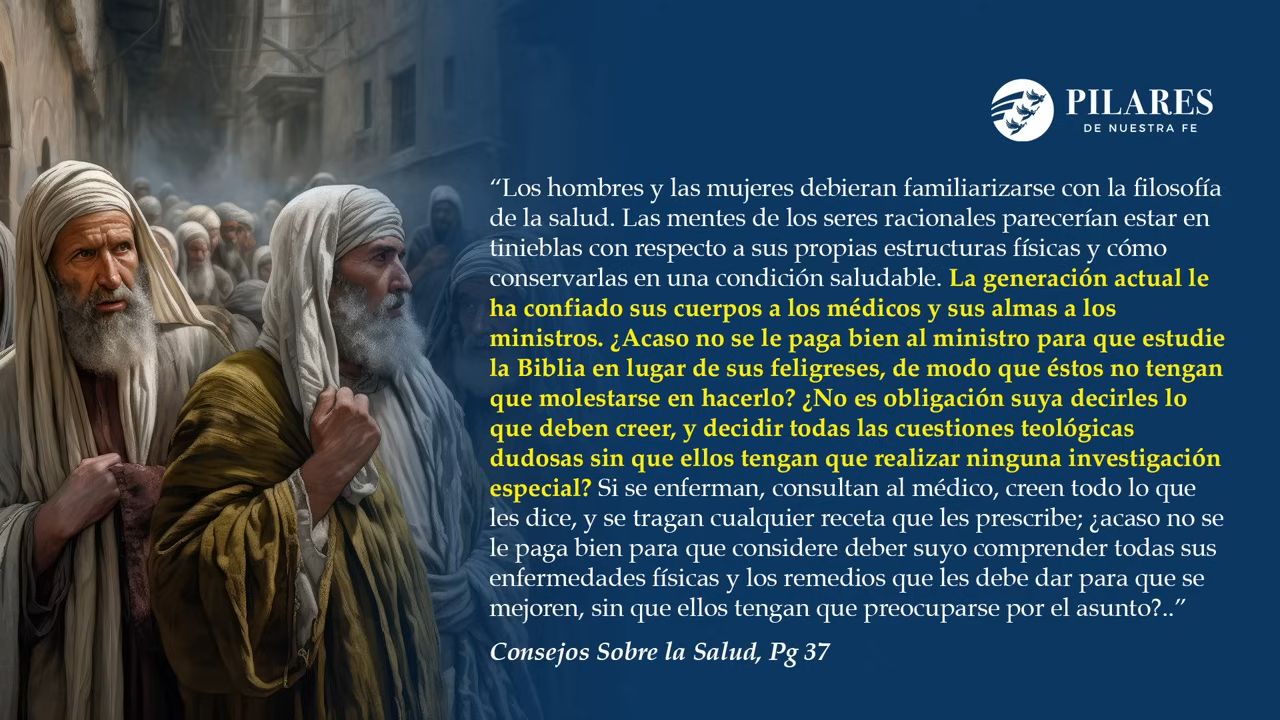 PILARES
DE NUESTRA FE
“Los hombres y las mujeres debieran familiarizarse con la filosofía
de la salud. Las mentes de los seres racionales parecerían estar en
tinieblas con respecto a sus propias estructuras físicas y cómo
conservarlas en una condición saludable. La generación actual le
ha confiado sus cuerpos a los médicos y sus almas a los
ministros. ¿Acaso no se le paga bien al ministro para que estudie
la Biblia en lugar de sus feligreses, de modo que éstos no tengan
que molestarse en hacerlo? ¿No es obligación suya decirles lo
que deben creer, y decidir todas las cuestiones teológicas
dudosas sin que ellos tengan que realizar ninguna investigación
especial? Si se enferman, consultan al médico, creen todo lo que
les dice, y se tragan cualquier receta que les prescribe; ¿acaso no se
le paga bien para que considere deber suyo comprender todas sus
enfermedades físicas y los remedios que les debe dar para que se
mejoren, sin que ellos tengan que preocuparse por el asunto?..”
Consejos Sobre la Salud, Pg 37